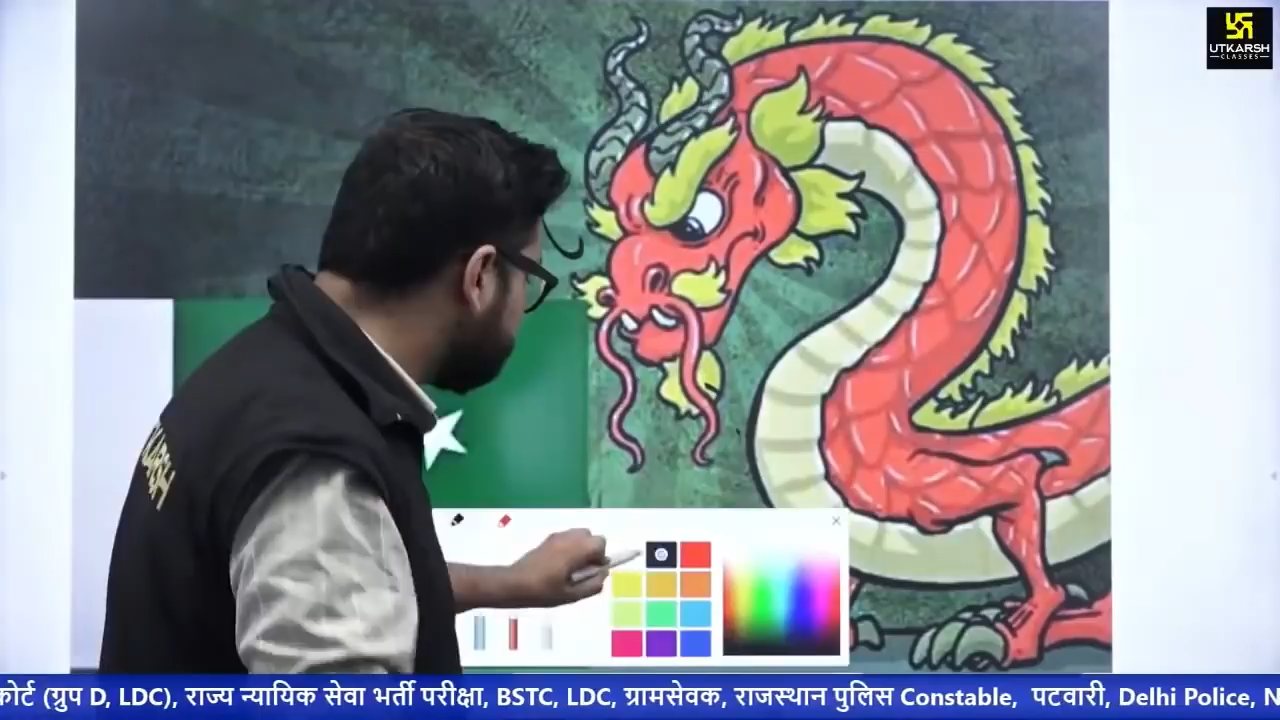 UTKARSH
CLASSES
कोर्ट (ग्रुप D, LDC), राज्य न्यायिक सेवा भर्ती परीक्षा, BSTC, LDC, ग्रामसेवक, राजस्थान पुलिस Constable, पटवारी, Delhi Police, N